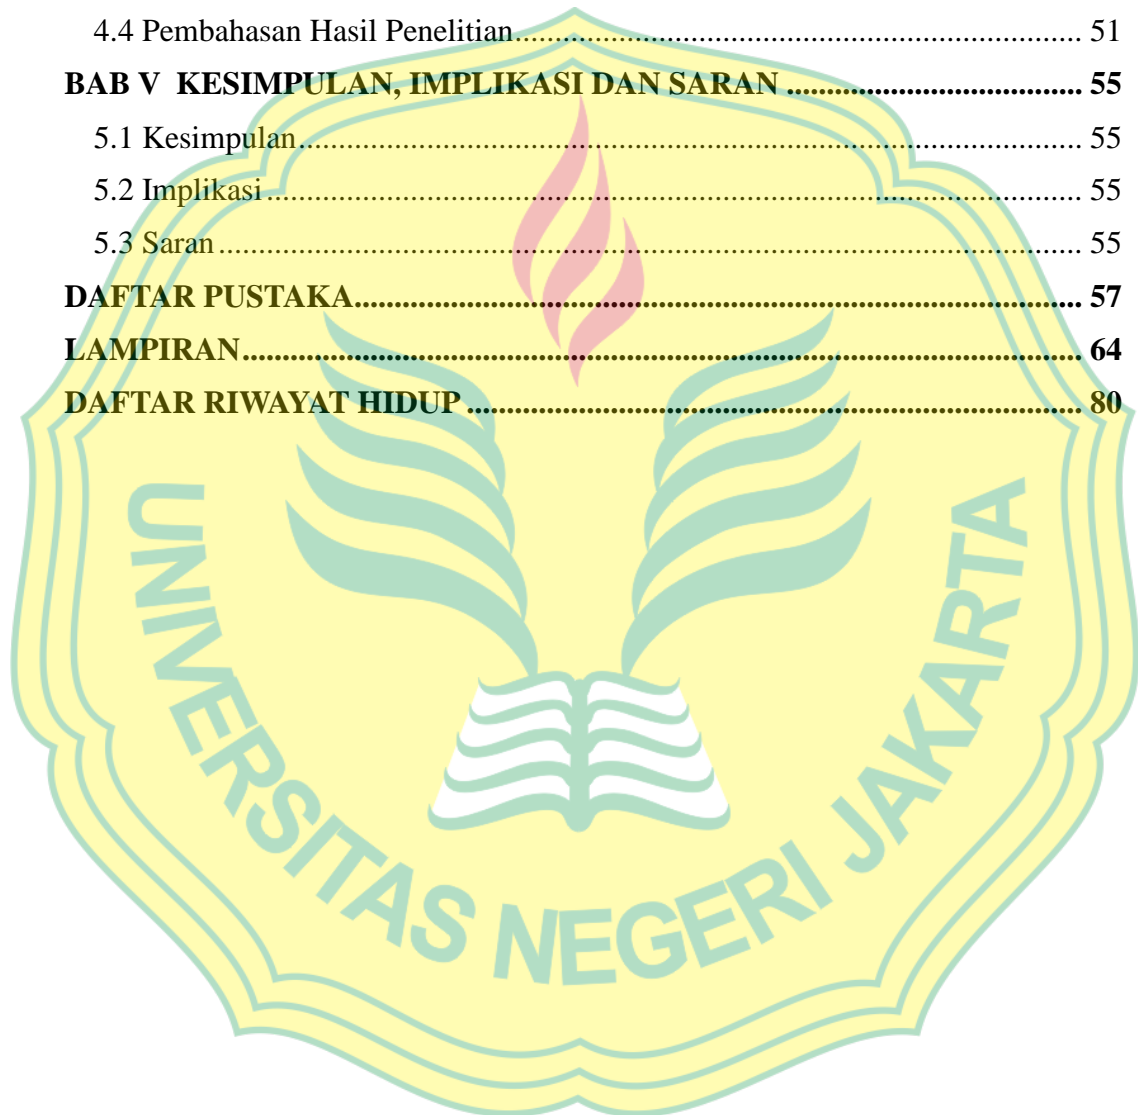 4.4 Pembahasan Hasil Penelitian........................................................................ 51
BAB V  KESIMPULAN, IMPLIKASI DAN SARAN ...................................... 55
5.1 Kesimpulan.................................................................................................... 55
5.2 Implikasi........................................................................................................ 55
5.3 Saran .............................................................................................................. 55
DAFTAR PUSTAKA............................................................................................ 57
LAMPIRAN.......................................................................................................... 64
DAFTAR RIWAYAT HIDUP .............................................................................. 80
UNIVERSITAS NEGERI JAKARTA